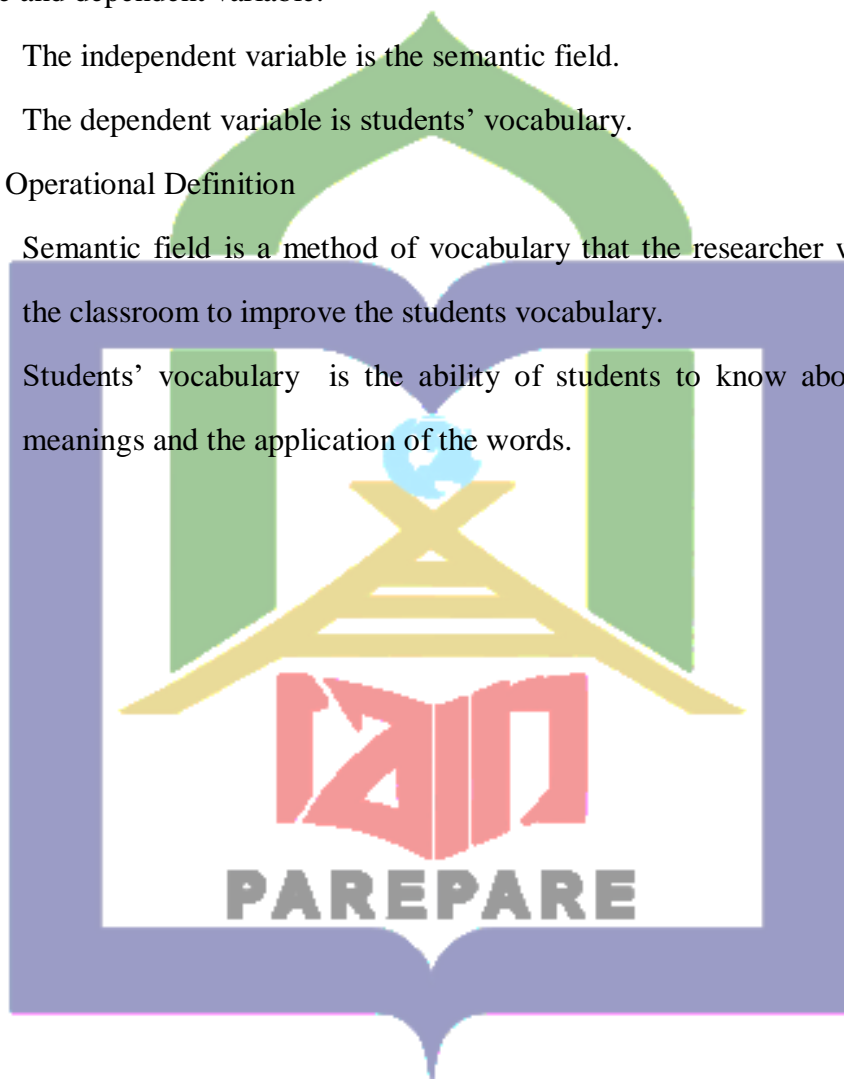 and dependent variable.
The independent variable is the semantic field.
The dependent variable is students’ vocabulary.
Operational Definition
Semantic field is a method of vocabulary that the researcher
the classroom to improve the students vocabulary.
Students’ vocabulary is the ability of students to know
meanings and the application of the words.
iain
PAREPARE